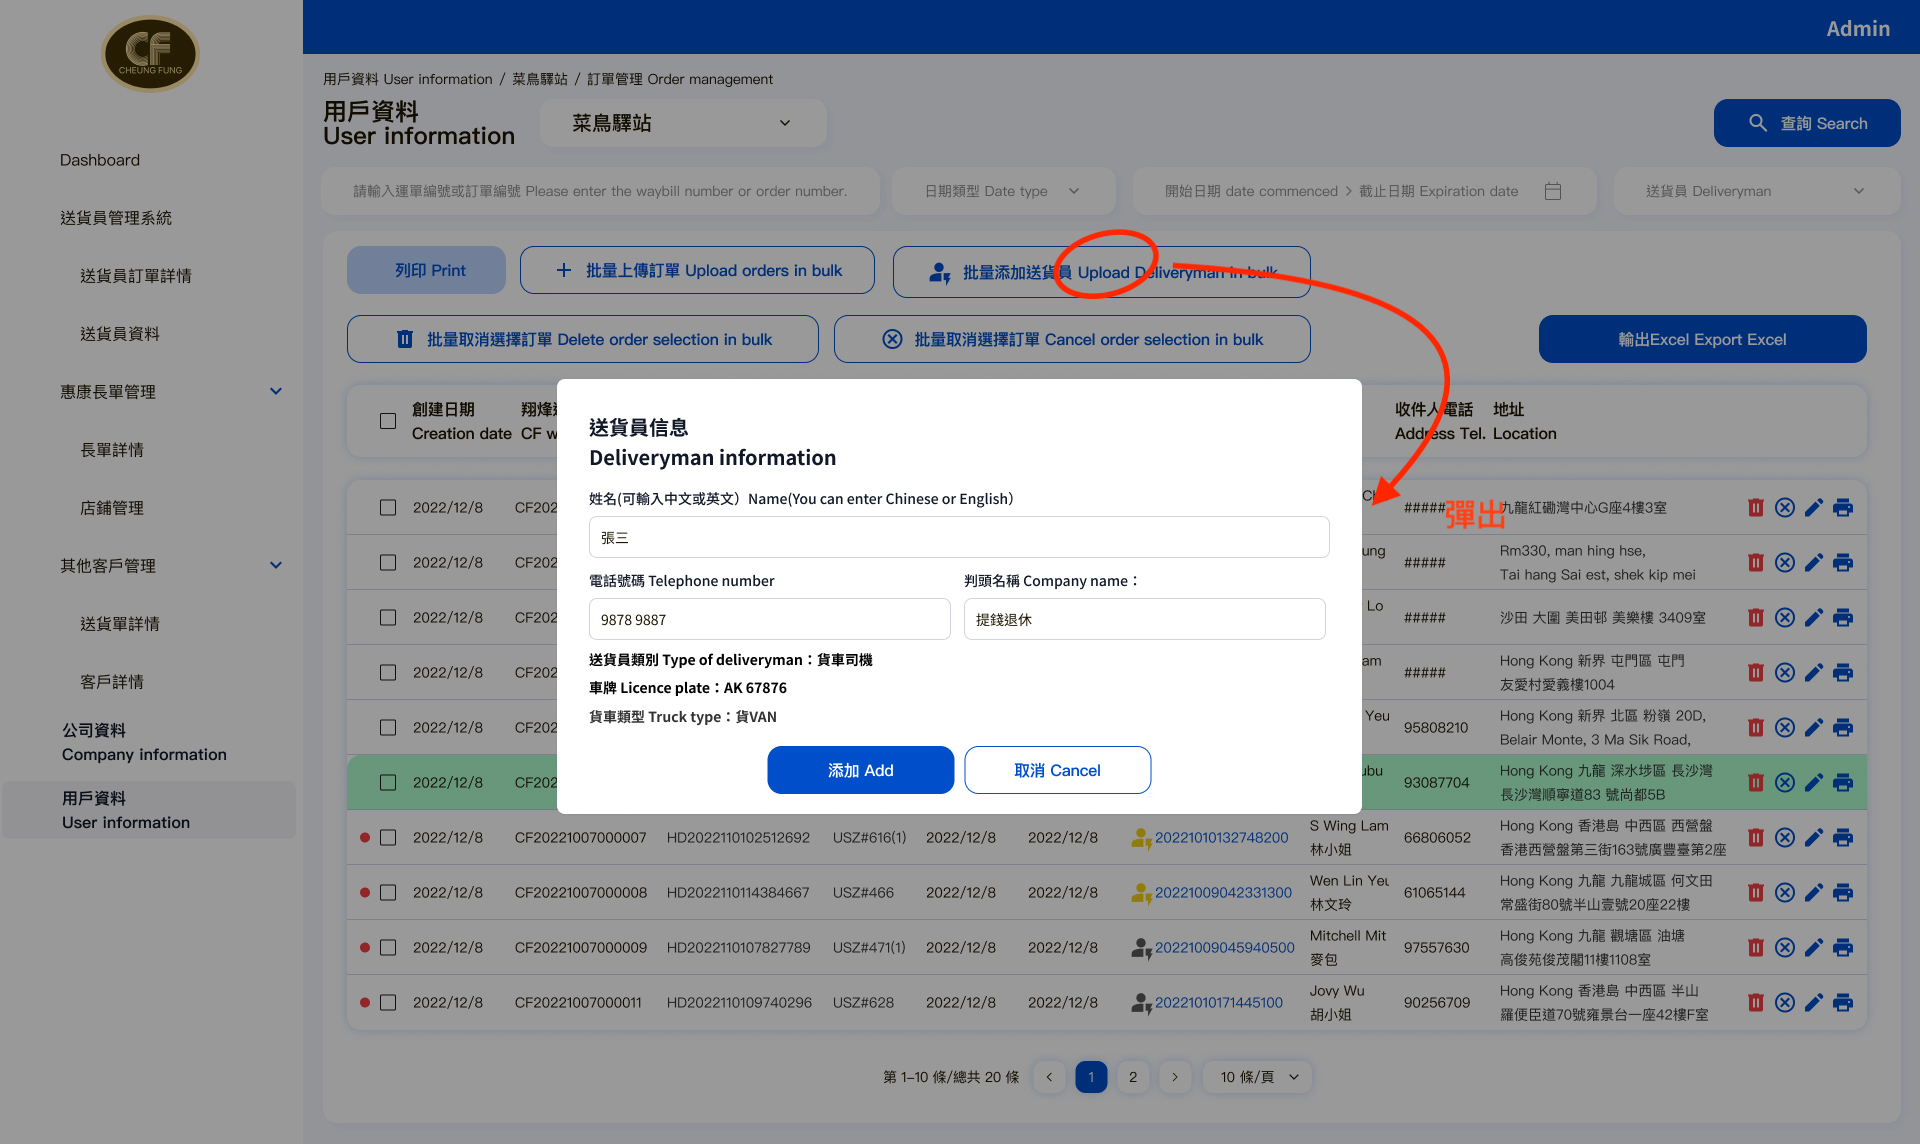 CF
CHEUNG FUNG
Admin
Dashboard
送貨員管理系統
送貨員訂單詳情
送貨員資料
惠康長單管理
長單詳情
店鋪管理
其他客戶管理
送貨單詳情
客戶詳情
公司資料
Company information
用戶資料
User information
用戶資料 User information / 菜鳥驛站 / 訂單管理 Order management
用戶資料
User information
菜鳥驛站
查詢 Search
請輸入運單編號或訂單編號 Please enter the waybill number or order number.
日期類型 Date type
開始日期 date commenced > 截止日期 Expiration date
送貨員 Deliveryman
列印 Print
批量上傳訂單 Upload orders in bulk
批量添加送貨員 Upload Deliveryman in bulk
批量取消選擇訂單 Delete order selection in bulk
批量取消選擇訂單 Cancel order selection in bulk
輸出Excel Export Excel
創建日期
Creation date
翔烽
CF w
收件人電話
Address Tel.
地址
Location
彈出
2022/12/8 CF202 ##### 九龍紅磡灣中心G座4樓3室
2022/12/8 CF202 ung ##### Rm330, man hing hse,
Tai hang Sai est, shek kip mei
2022/12/8 CF202 Lo ##### 沙田 大圍 美田邨 美樂樓 3409室
2022/12/8 CF202 am ##### Hong Kong 新界 屯門區 屯門
友愛村愛義樓1004
2022/12/8 CF202 Yeu 95808210 Hong Kong 新界 北區 粉嶺 20D,
Belair Monte, 3 Ma Sik Road,
2022/12/8 CF202 ubu 93087704 Hong Kong 九龍 深水埗區 長沙灣
長沙灣順寧道83 號尚都5B
送貨員信息
Deliveryman information
姓名(可輸入中文或英文）Name(You can enter Chinese or English）
張三
電話號碼 Telephone number
9878 9887
判頭名稱 Company name：
提錢退休
送貨員類別 Type of deliveryman：貨車司機
車牌 Licence plate：AK 67876
貨車類型 Truck type：貨VAN
添加 Add
取消 Cancel
2022/12/8 CF20221007000007 HD2022110102512692 USZ#616(1) 2022/12/8 2022/12/8 20221010132748200 S Wing Lam 林小姐 66806052 Hong Kong 香港島 中西區 西營盤
香港西營盤第三街163號廣豐臺第2座
2022/12/8 CF20221007000008 HD2022110114384667 USZ#466 2022/12/8 2022/12/8 20221009042331300 Wen Lin Yeu 林文玲 61065144 Hong Kong 九龍 九龍城區 何文田
常盛街80號半山壹號20座22樓
2022/12/8 CF20221007000009 HD2022110107827789 USZ#471(1) 2022/12/8 2022/12/8 20221009045940500 Mitchell Mit 麥包 97557630 Hong Kong 九龍 觀塘區 油塘
高俊苑俊茂閣11樓1108室
2022/12/8 CF20221007000011 HD2022110109740296 USZ#628 2022/12/8 2022/12/8 20221010171445100 Jovy Wu 胡小姐 90256709 Hong Kong 香港島 中西區 半山
羅便臣道70號雍景台一座42樓F室
第 1-10 條/總共 20 條 < 1 2 > 10 條/頁